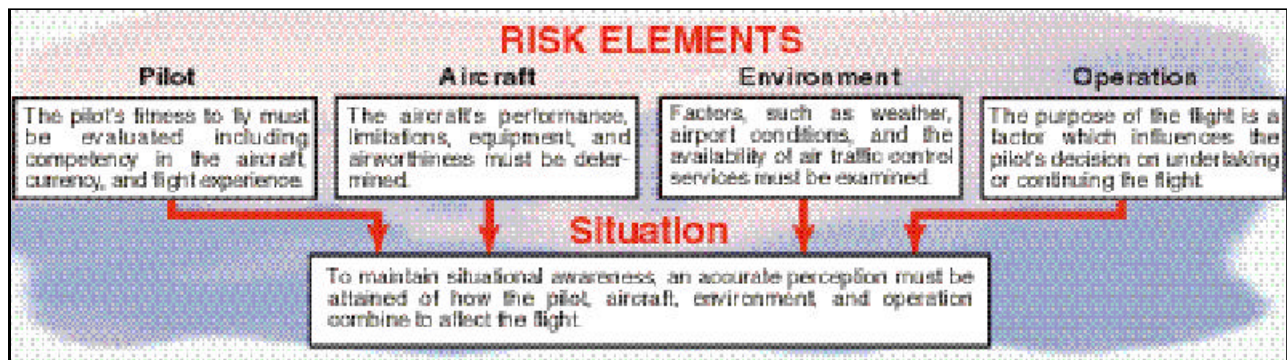 RISK ELEMENTS
Pilot
The pilot's fitness to fly must
be evaluated including
competency in the aircraft,
currency, and flight experience.
Aircraft
The aircraft's performance,
limitations, equipment, and
airworthiness must be deter-
mined.
Environment
Factors, such as weather,
airport conditions, and the
availability of air traffic control
services must be examined.
Operation
The purpose of the flight is a
factor which influences the
pilot's decision on undertaking
or continuing the flight.
Situation
To maintain situational awareness, an accurate perception must be
attained of how the pilot, aircraft, environment, and operation
combine to affect the flight.